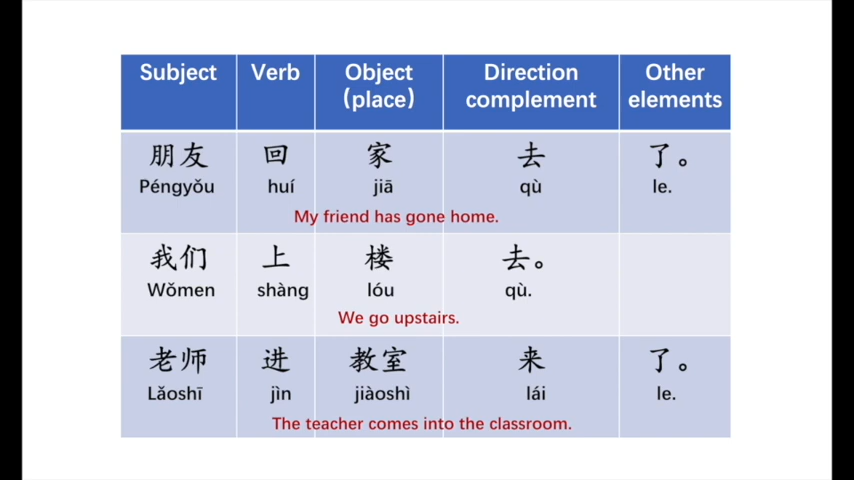 Subject Verb Object (place) Direction complement Other elements
朋友 回 家 去 了。
Péngyǒu huí jiā qù le.
My friend has gone home.
我们 上 楼 去。
Wǒmen shàng lóu qù.
We go upstairs.
老师 进 教室 来 了。
Lǎoshī jìn jiàoshì lái le.
The teacher comes into the classroom.